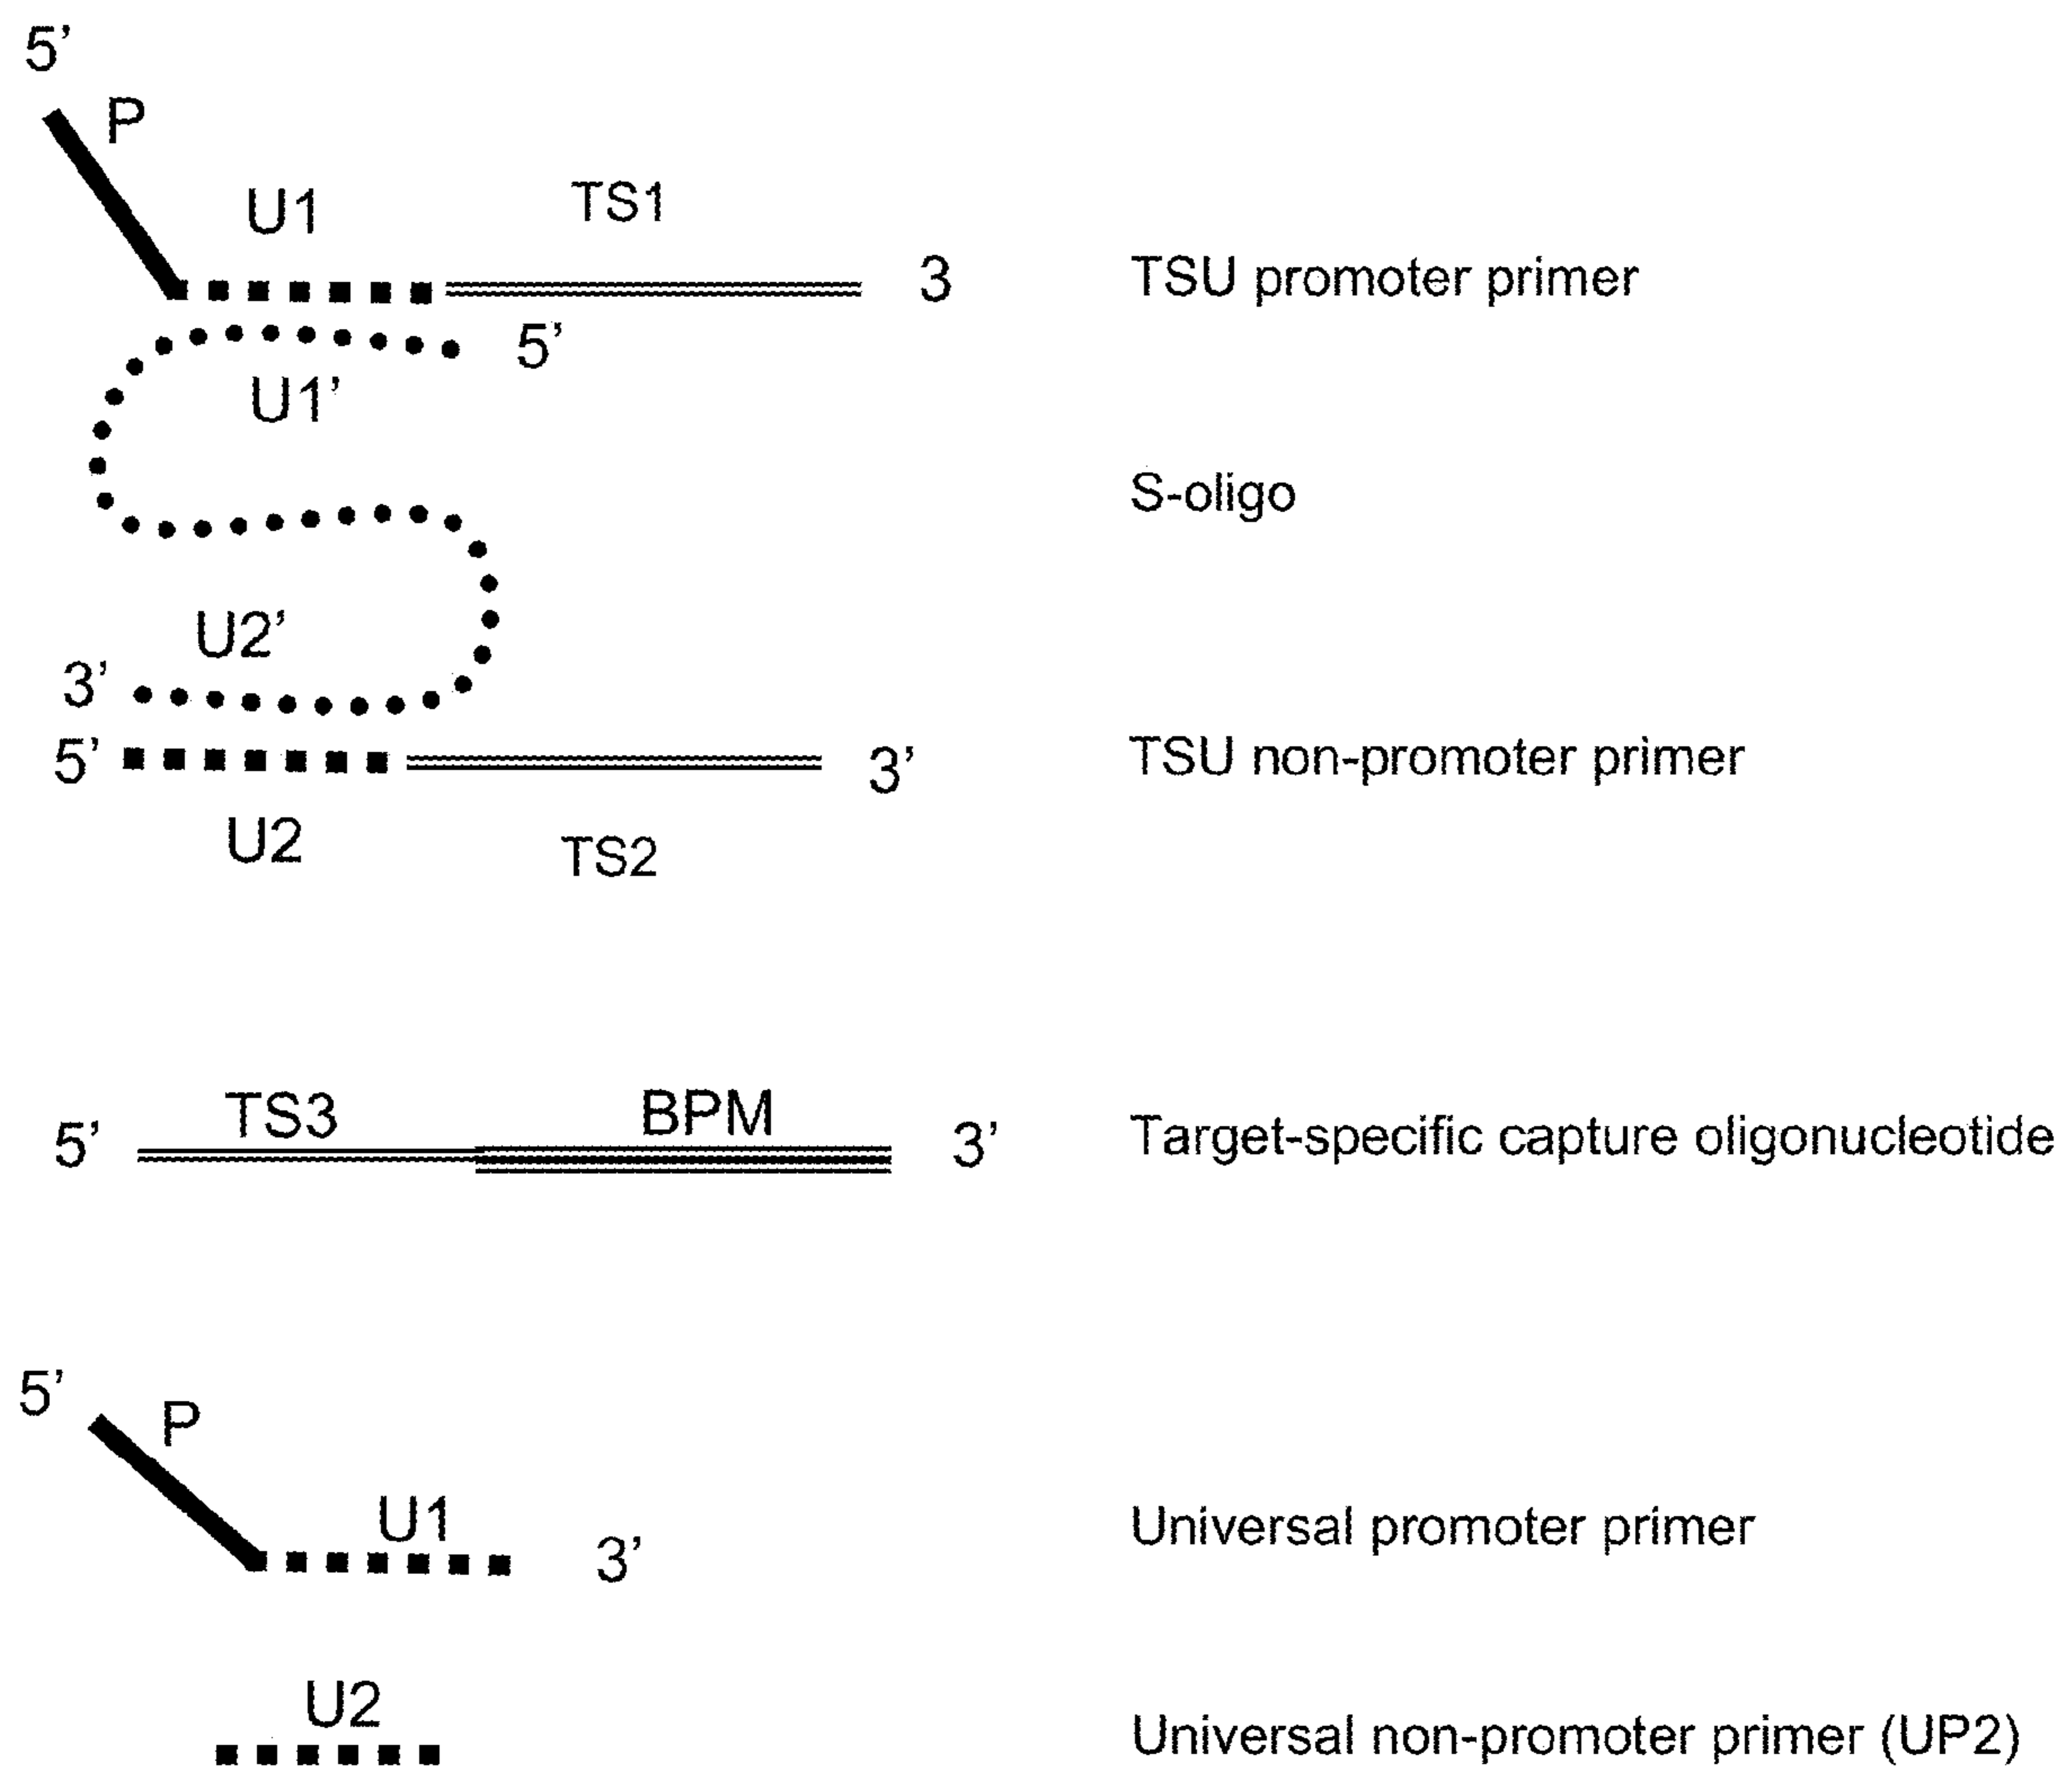 5’
P
U1
TS1
3
TSU promoter primer
5’
U1’
S-oligo
U2’
3’
5’
3’
TSU non-promoter primer
U2
TS2
5’
TS3
BPM
3’
Target-specific capture oligonucleotide
5’
P
U1
3’
Universal promoter primer
U2
Universal non-promoter primer (UP2)